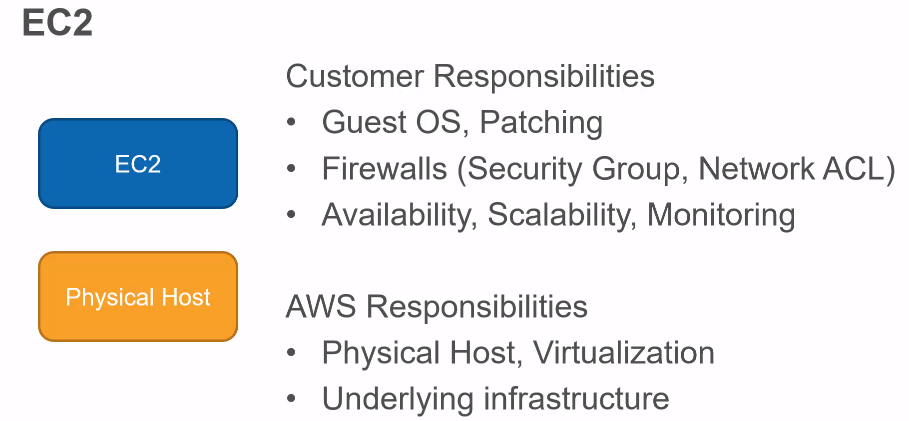 EC2
EC2
Physical Host
Customer Responsibilities
• Guest OS, Patching
• Firewalls (Security Group, Network ACL)
• Availability, Scalability, Monitoring
AWS Responsibilities
• Physical Host, Virtualization
• Underlying infrastructure